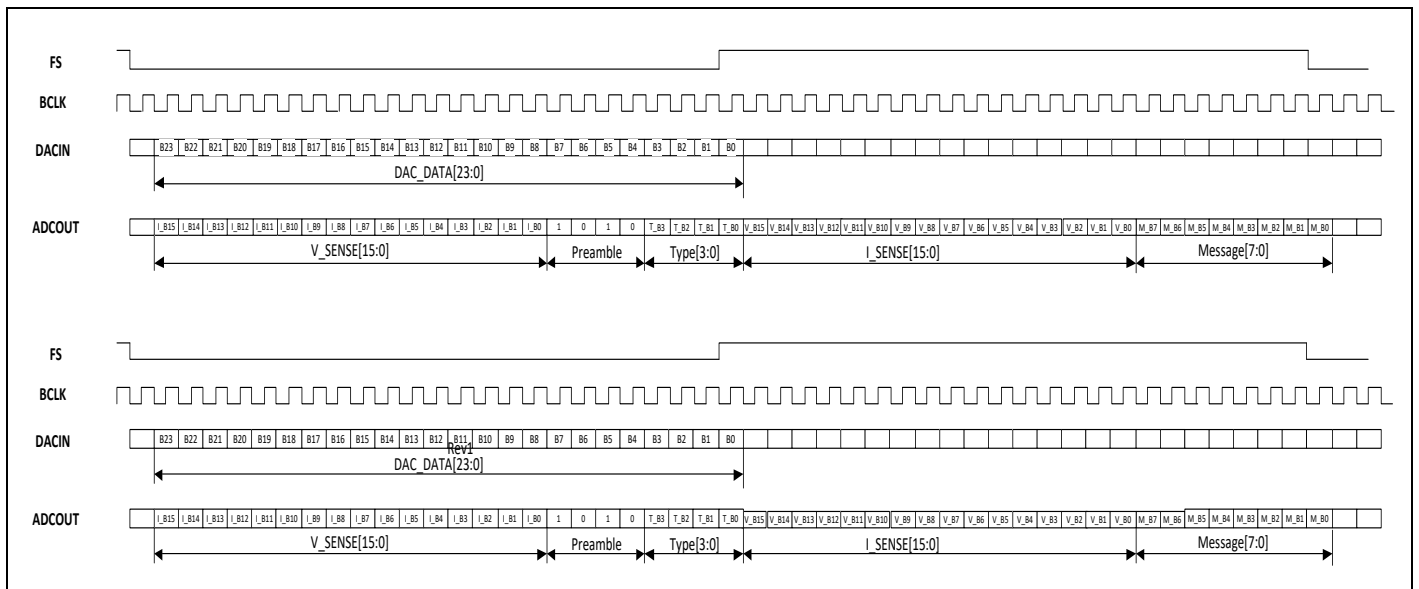 FS
BCLK
DACIN B23 B22 B21 B20 B19 B18 B17 B16 B15 B14 B13 B12 B11 B10 B9 B8 B7 B6 B5 B4 B3 B2 B1 B0
DAC_DATA[23:0]
ADCOUT I_B15 I_B14 I_B13 I_B12 I_B11 I_B10 I_B9 I_B8 I_B7 I_B6 I_B5 I_B4 I_B3 I_B2 I_B1 I_B0 1 0 1 0 T_B3 T_B2 T_B1 T_B0 V_B15 V_B14 V_B13 V_B12 V_B11 V_B10 V_B9 V_B8 V_B7 V_B6 V_B5 V_B4 V_B3 V_B2 V_B1 V_B0 M_B7 M_B6 M_B5 M_B4 M_B3 M_B2 M_B1 M_B0
V_SENSE[15:0] Preamble Type[3:0] I_SENSE[15:0] Message[7:0]
FS
BCLK
DACIN B23 B22 B21 B20 B19 B18 B17 B16 B15 B14 B13 B12 B11 B10 B9 B8 B7 B6 B5 B4 B3 B2 B1 B0
Rev1
DAC_DATA[23:0]
ADCOUT I_B15 I_B14 I_B13 I_B12 I_B11 I_B10 I_B9 I_B8 I_B7 I_B6 I_B5 I_B4 I_B3 I_B2 I_B1 I_B0 1 0 1 0 T_B3 T_B2 T_B1 T_B0 V_B15 V_B14 V_B13 V_B12 V_B11 V_B10 V_B9 V_B8 V_B7 V_B6 V_B5 V_B4 V_B3 V_B2 V_B1 V_B0 M_B7 M_B6 M_B5 M_B4 M_B3 M_B2 M_B1 M_B0
V_SENSE[15:0] Preamble Type[3:0] I_SENSE[15:0] Message[7:0]